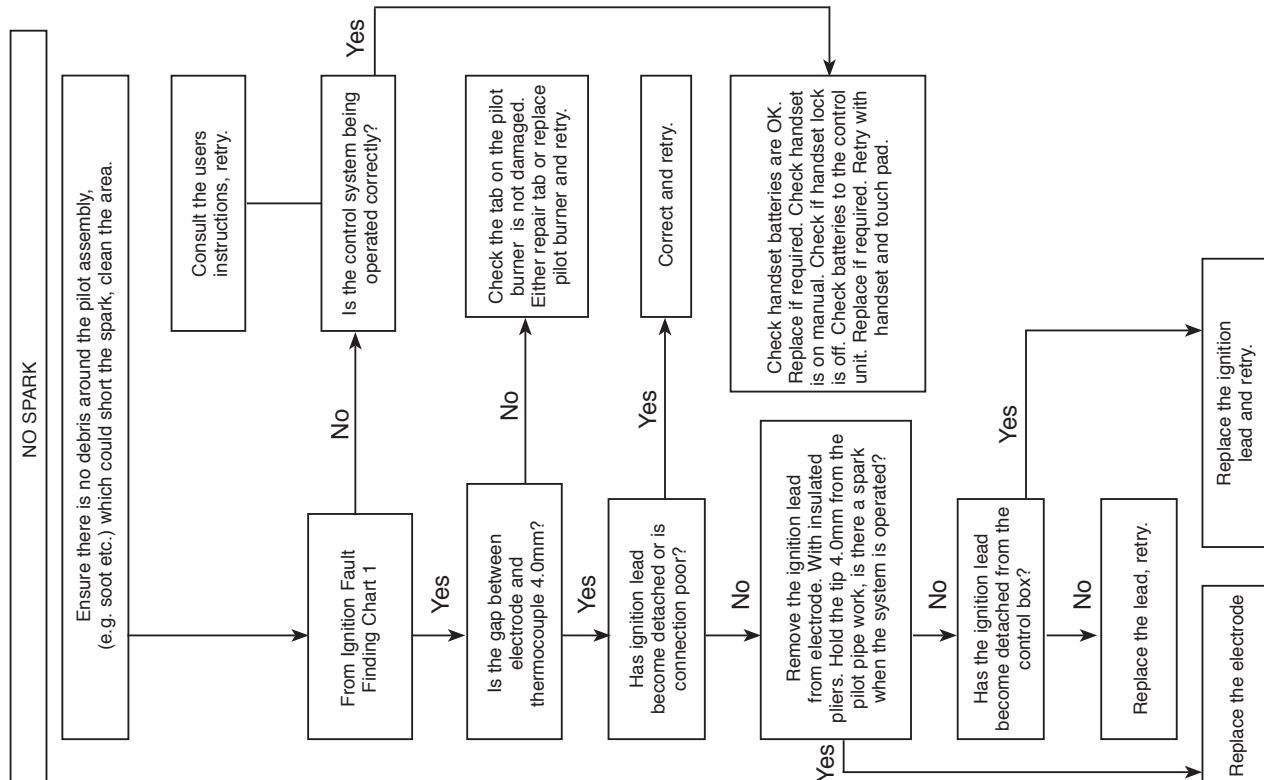 NO SPARK
Ensure there is no debris around the pilot assembly,
(e.g. soot etc.) which could short the spark, clean the area.
Consult the users
instructions, retry.
From Ignition Fault
Finding Chart 1
No
Is the control system being
operated correctly?
Yes
Yes
Is the gap between
electrode and
thermocouple 4.0mm?
No
Check the tab on the pilot
burner is not damaged.
Either repair tab or replace
pilot burner and retry.
Yes
Has ignition lead
become detached or is
connection poor?
Yes
Correct and retry.
No
Remove the ignition lead
from electrode. With insulated
pliers. Hold the tip 4.0mm from the
pilot pipe work, is there a spark
when the system is operated?
Check handset batteries are OK.
Replace if required. Check handset
is on manual. Check if handset lock
is off. Check batteries to the control
unit. Replace if required. Retry with
handset and touch pad.
Yes
No
Has the ignition lead
become detached from the
control box?
Yes
No
Replace the lead, retry.
Replace the electrode
Replace the ignition
lead and retry.